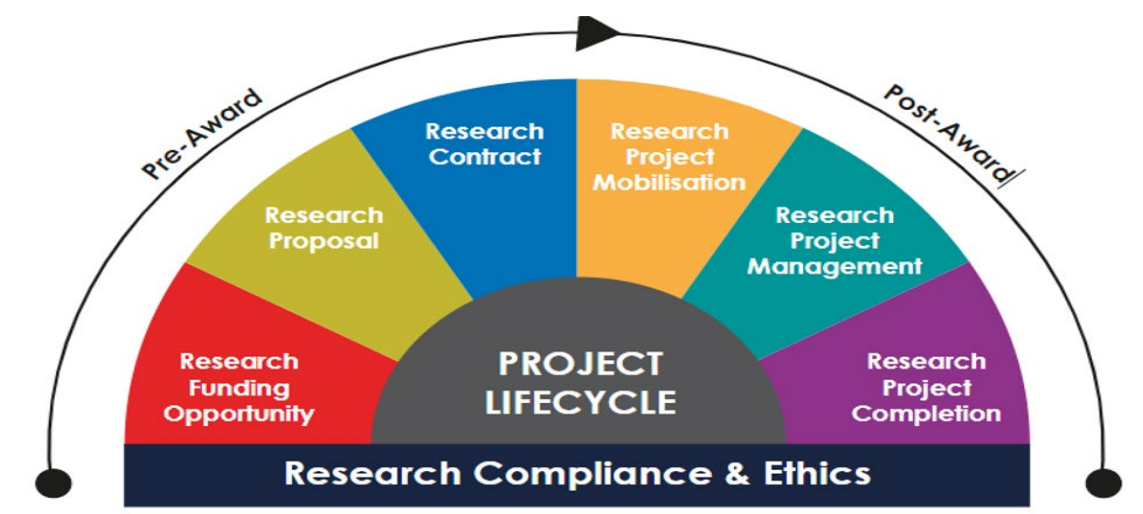 Pre-Award
Post-Award
Research
Funding
Opportunity
Research
Proposal
Research
Contract
Research
Project
Mobilisation
Research
Project
Management
Research
Project
Completion
PROJECT
LIFECYCLE
Research Compliance & Ethics